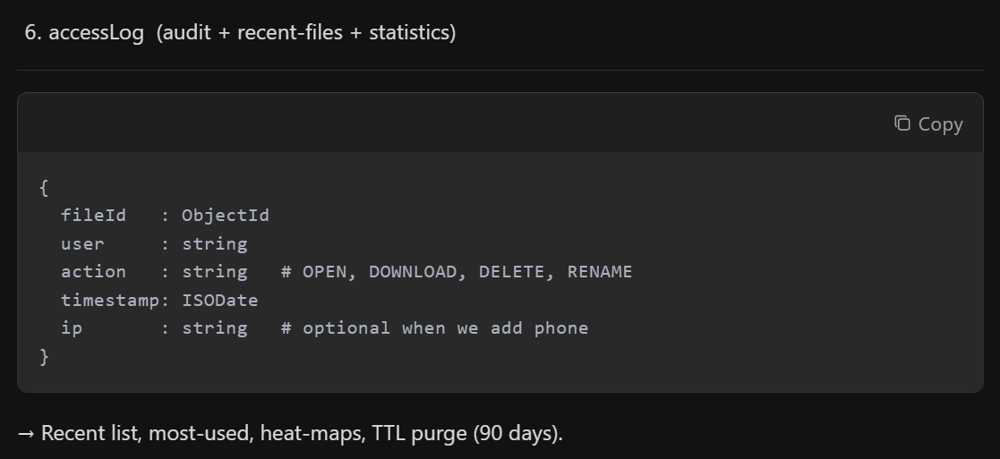 6. accessLog (audit + recent-files + statistics)
Copy
{
  fileId   : ObjectId
  user     : string
  action   : string   # OPEN, DOWNLOAD, DELETE, RENAME
  timestamp: ISODate
  ip       : string   # optional when we add phone
}
→ Recent list, most-used, heat-maps, TTL purge (90 days).